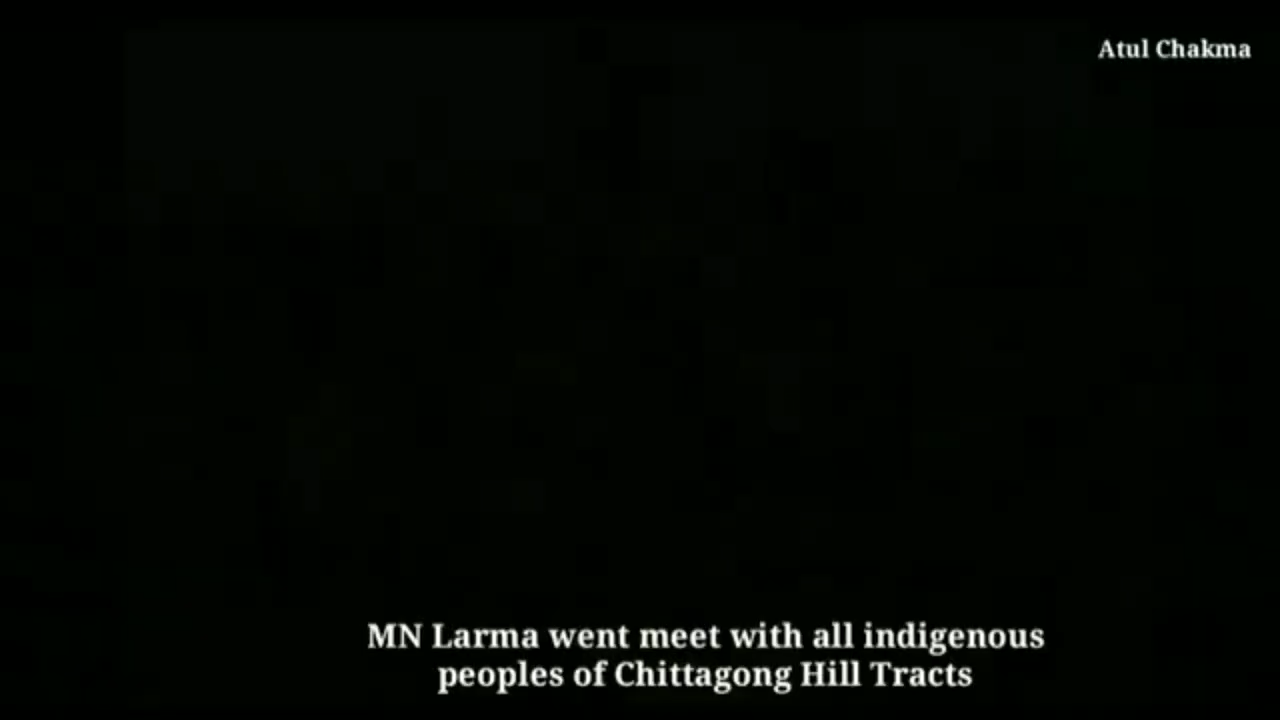 Atul Chakma
MN Larma went meet with all indigenous
peoples of Chittagong Hill Tracts